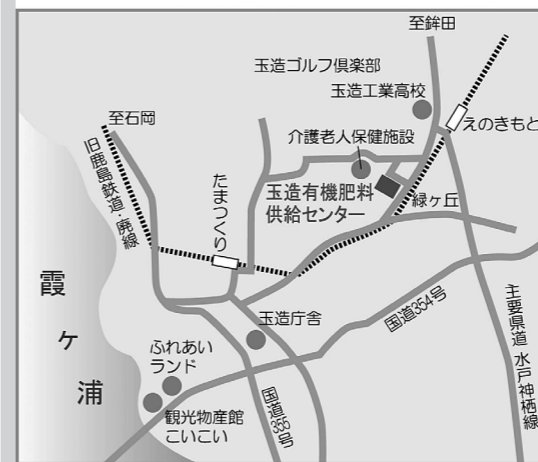 至鉾田
玉造ゴルフ倶楽部
玉造工業高校
えのきもと
至石岡
介護老人保健施設
旧鹿島鉄道・廃線
たまつくり
玉造有機肥料
供給センター
緑ヶ丘
霞ヶ浦
国道354号
主要県道 水戸神栖線
玉造庁舎
ふれあい
ランド
国道355号
観光物産館
こいこい